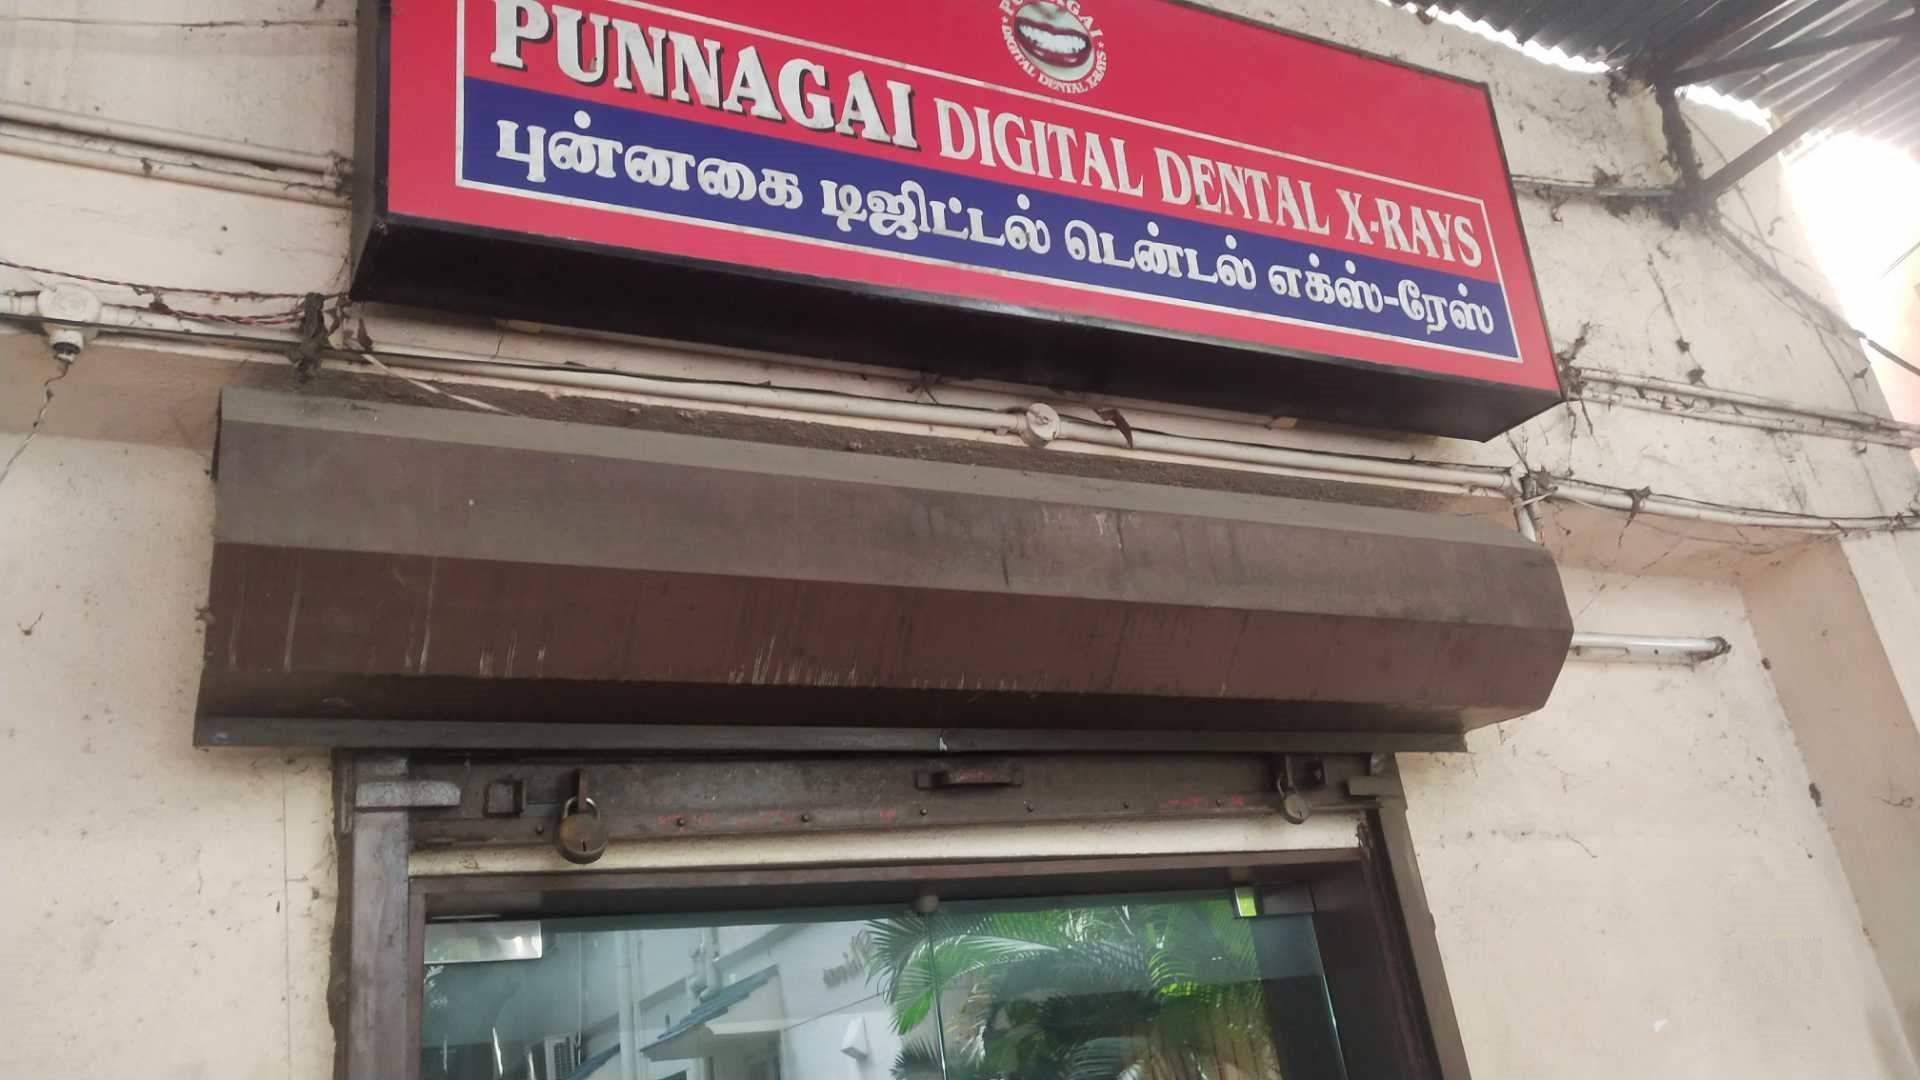 PUNNAGAI
DIGITAL DENTAL X-RAYS
PUNNAGAI DIGITAL DENTAL X-RAYS
புன்னகை டிஜிட்டல் டென்டல் எக்ஸ்-ரேஸ்